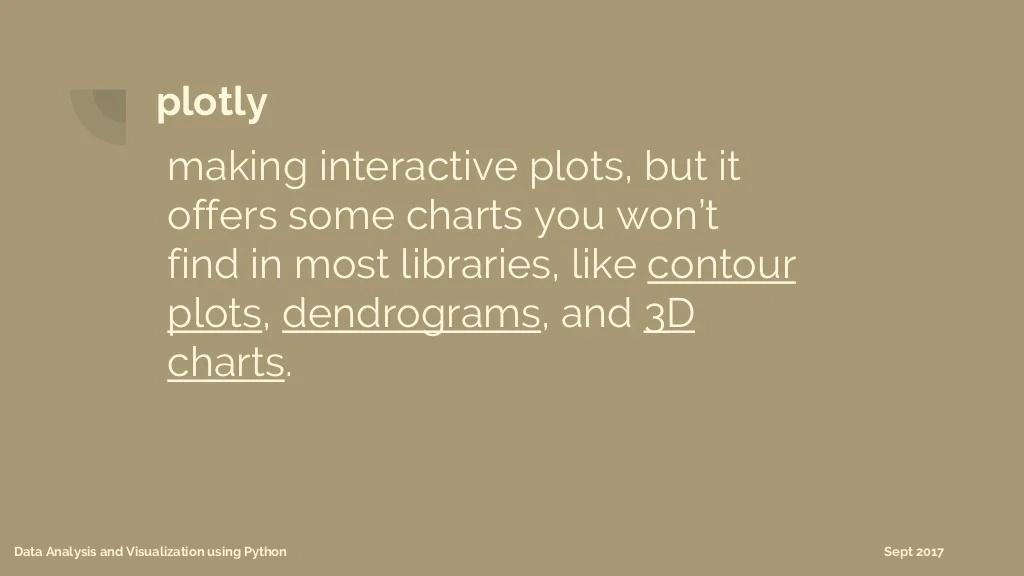 plotly
making interactive plots, but it
offers some charts you won’t
find in most libraries, like contour
plots, dendrograms, and 3D
charts.
Data Analysis and Visualization using Python
Sept 2017